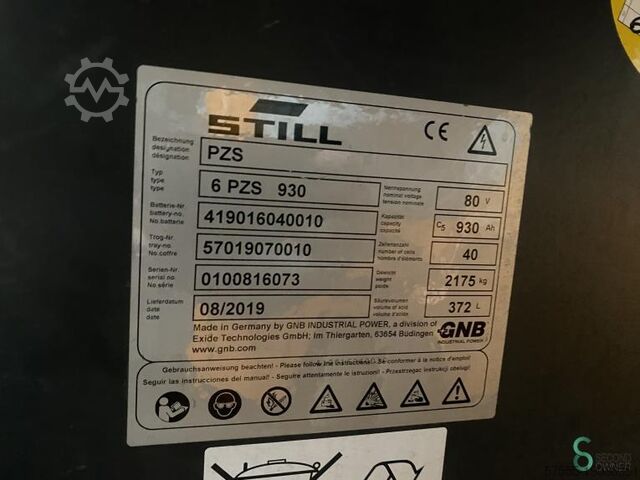 STILL
CE
Bezeichnung
designation
désignation
PZS
Typ
type
type
6 PZS 930
Nennspannung
nominal voltage
tension nominale
80 V
Batterie-Nr
battery-no.
No.batterie
419016040010
Kapazität
capacity
capacité
C5 930 Ah
Trog-Nr
tray-no.
No.coffre
57019070010
Zellenanzahl
number of cells
nombre d'éléments
40
Serien-Nr
serial no.
No série
0100816073
Gewicht
weight
poids
2175 kg
Lieferdatum
date
date
08/2019
Säurevolumen
volume of acid
volume d'acide
372 L
Made in Germany by GNB INDUSTRIAL POWER, a division of
Exide Technologies GmbH; Im Thiergarten, 63654 Büdingen
www.gnb.com
GNB
INDUSTRIAL POWER
Gebrauchsanweisung beachten! - Please follow the instructions! Se conformer à la notice d'emploi!
Seguir las instrucciones del manual! - Seguire attentamente le istruzioni! - Przestrzegac instrukcji obslugi!
SECOND
OWNER